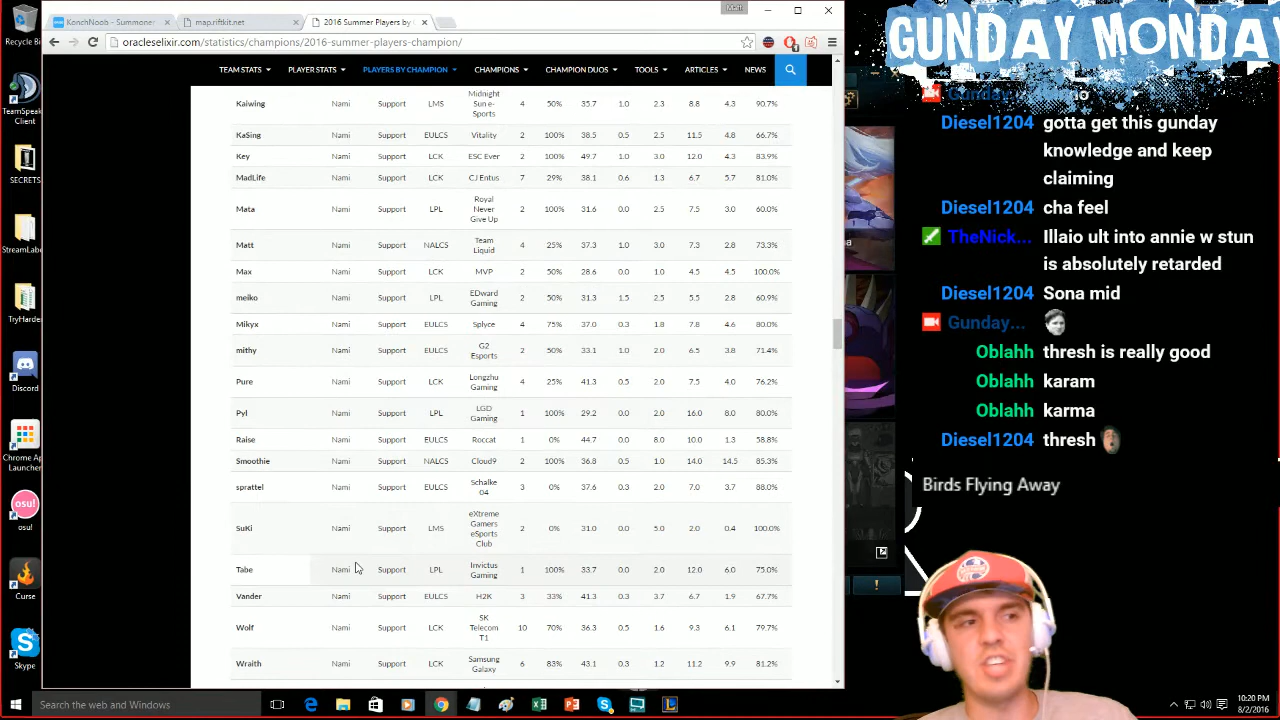 KonchNoob - Summoner
map.riftkit.net
2016 Summer Players by
oracleselixir.com/statistics/champions/2016-summer-players-champion/
TEAM STATS PLAYER STATS PLAYERS BY CHAMPION CHAMPIONS CHAMPION DUOS TOOLS ARTICLES NEWS
Kaiwing Nami Support LMS Midnight Sun e-Sports 4 50% 35.7 1.0 2.3 8.8 4.3 90.7%
KaSing Nami Support EULCS Vitality 2 100% 38.5 0.5 2.5 11.5 4.8 66.7%
Key Nami Support LCK ESC Ever 2 100% 49.7 1.0 3.0 12.0 4.3 83.9%
MadLife Nami Support LCK CJ Entus 7 29% 38.1 0.6 1.3 6.7 5.7 81.0%
Mata Nami Support LPL Royal Never Give Up 2 100% 31.6 0.0 2.5 7.5 3.0 60.0%
Matt Nami Support NALCS Team Liquid 4 25% 37.3 1.0 3.0 7.3 2.8 73.3%
Max Nami Support LCK MVP 2 50% 28.6 0.0 1.0 4.5 4.5 100.0%
meiko Nami Support LPL EDward Gaming 2 50% 31.3 1.5 2.5 5.5 2.8 60.9%
Mikyx Nami Support EULCS Splyce 4 75% 37.0 0.3 1.8 7.8 4.6 80.0%
mithy Nami Support EULCS G2 Esports 2 50% 33.1 1.0 2.0 6.5 3.8 71.4%
Pure Nami Support LCK Longzhu Gaming 4 25% 41.3 0.5 2.0 7.5 4.0 76.2%
Pyl Nami Support LPL LGD Gaming 1 100% 29.2 0.0 2.0 16.0 8.0 80.0%
Raise Nami Support EULCS Roccat 1 0% 44.7 0.0 8.0 10.0 1.3 58.8%
Smoothie Nami Support NALCS Cloud9 2 100% 36.8 0.5 1.0 14.0 14.5 85.3%
sprattel Nami Support EULCS Schalke 04 3 0% 37.6 0.3 2.0 7.0 3.7 88.0%
SuKi Nami Support LMS eXtreme Gamers eSports Club 2 0% 31.0 0.0 5.0 2.0 0.4 100.0%
Tabe Nami Support LPL Invictus Gaming 1 100% 33.7 0.0 2.0 12.0 6.0 75.0%
Vander Nami Support EULCS H2K 3 33% 41.3 0.3 3.7 6.7 1.9 67.7%
Wolf Nami Support LCK SK Telecom T1 10 70% 36.3 0.5 1.6 9.3 6.1 79.7%
Wraith Nami Support LCK Samsung Galaxy 6 83% 43.1 0.3 1.2 11.2 9.9 81.2%
Recycle Bi
TeamSpeak
Client
SECRETS
StreamLabe
TryHarde
Discord
Chrome Ap
Launcher
osu!
osu!
Curse
Skype
Search the web and Windows
10:20 PM
8/2/2016
GUNDAY MONDA
Diesel1204 gotta get this gunday
knowledge and keep
claiming
Diesel1204 cha feel
TheNick... Illaio ult into annie w stun
is absolutely retarded
Diesel1204 Sona mid
Gunday...
Oblahh thresh is really good
Oblahh karam
Oblahh karma
Diesel1204 thresh
Birds Flying Away